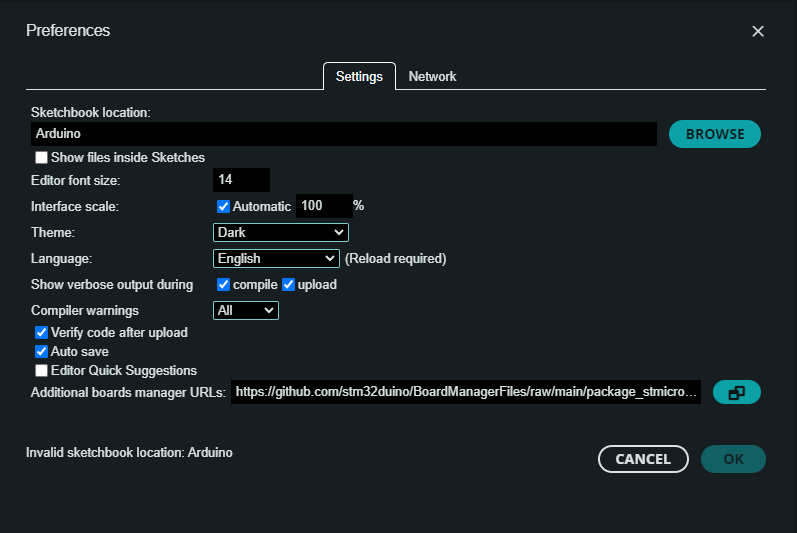 Preferences
Settings Network
Sketchbook location:
Arduino BROWSE
Show files inside Sketches
Editor font size: 14
Interface scale: Automatic 100 %
Theme: Dark
Language: English (Reload required)
Show verbose output during compile upload
Compiler warnings All
Verify code after upload
Auto save
Editor Quick Suggestions
Additional boards manager URLs: https://github.com/stm32duino/BoardManagerFiles/raw/main/package_stmicro...
Invalid sketchbook location: Arduino CANCEL OK